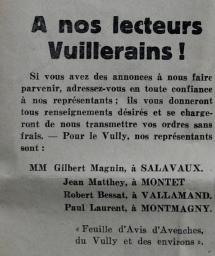 A nos lecteurs
Vuillerains !
Si vous avez des annonces à nous faire
parvenir, adressez-vous en toute confiance
à nos représentants ; ils vous donneront
tous renseignements désirés et se charge-
ront de nous transmettre vos ordres sans
frais. — Pour le Vully, nos représentants
sont :
MM Gilbert Magnin, à SALAVAUX.
Jean Matthey, à MONTET
Robert Bessat, à VALLAMAND.
Paul Laurent, à MONTMAGNY.
« Feuille d'Avis d'Avenches,
du Vully et des environs ».